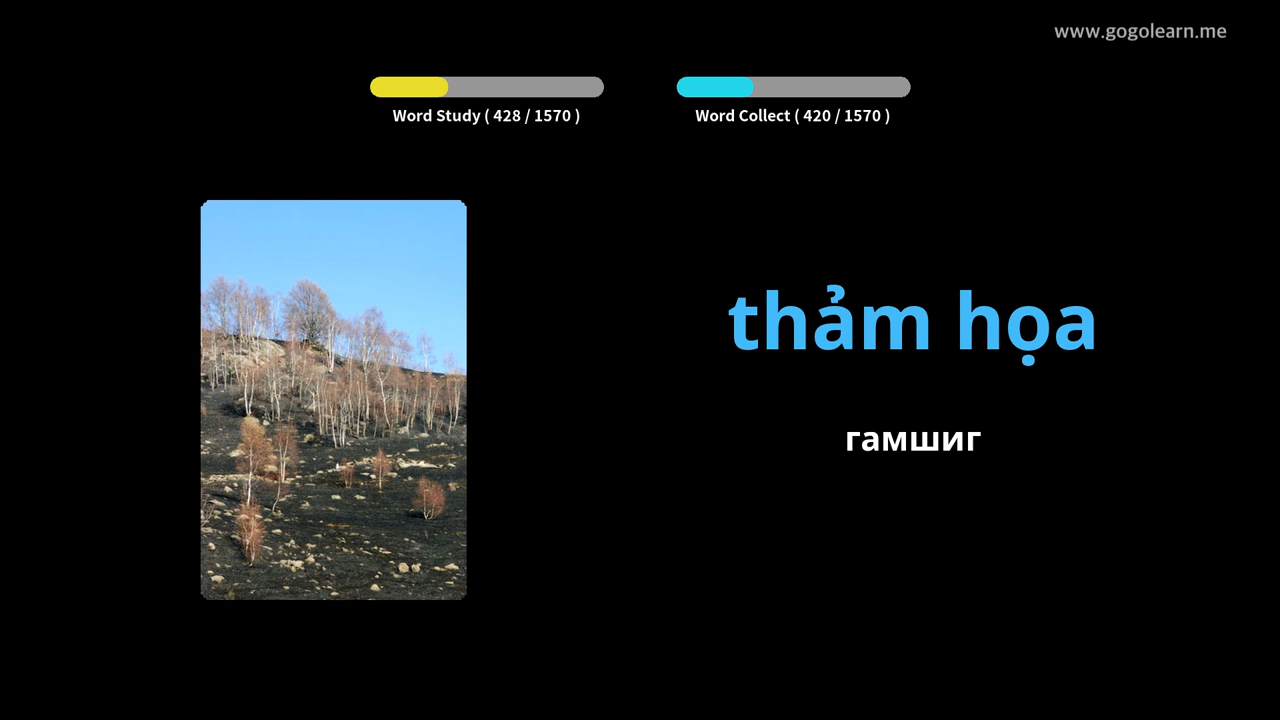 www.gogolearn.me
Word Study ( 428 / 1570 )
Word Collect ( 420 / 1570 )
thảm họa
гамшиг